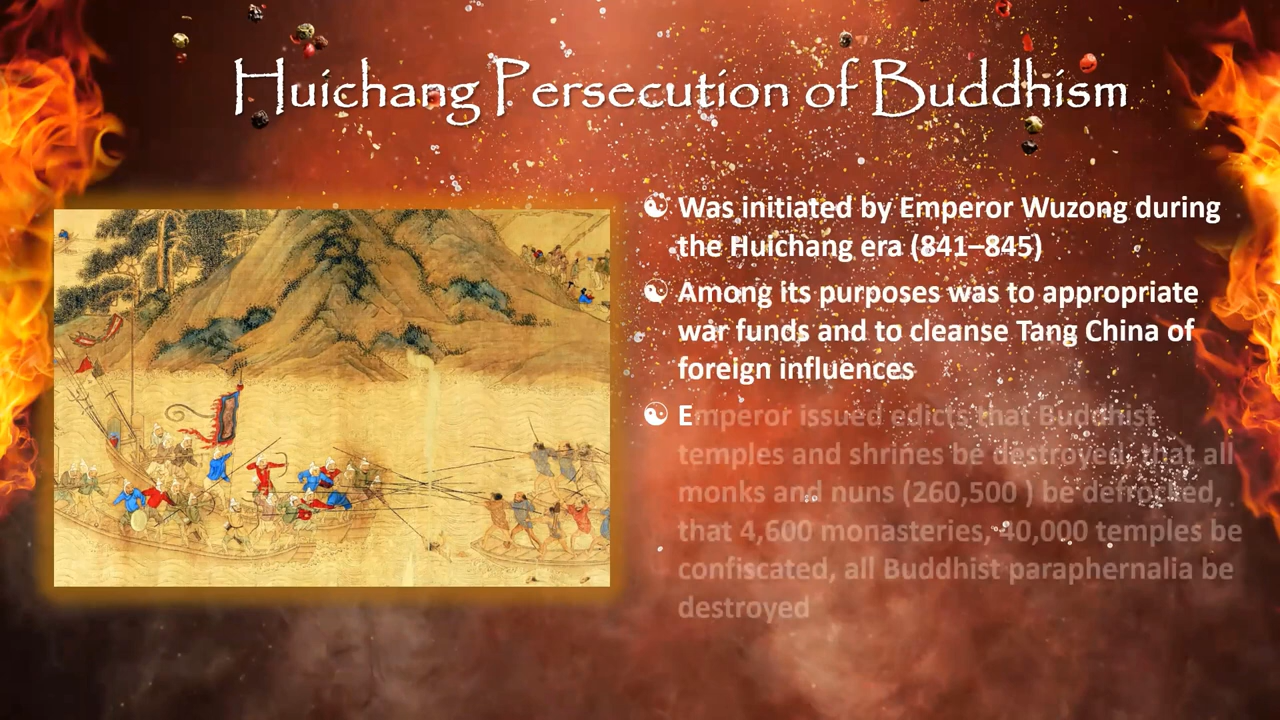 Huichang Persecution of Buddhism
Was initiated by Emperor Wuzong during
the Huichang era (841–845)
Among its purposes was to appropriate
war funds and to cleanse Tang China of
foreign influences
Emperor issued edicts that Buddhist
temples and shrines be destroyed, that all
monks and nuns (260,500 ) be defrocked,
that 4,600 monasteries, 40,000 temples be
confiscated, all Buddhist paraphernalia be
destroyed